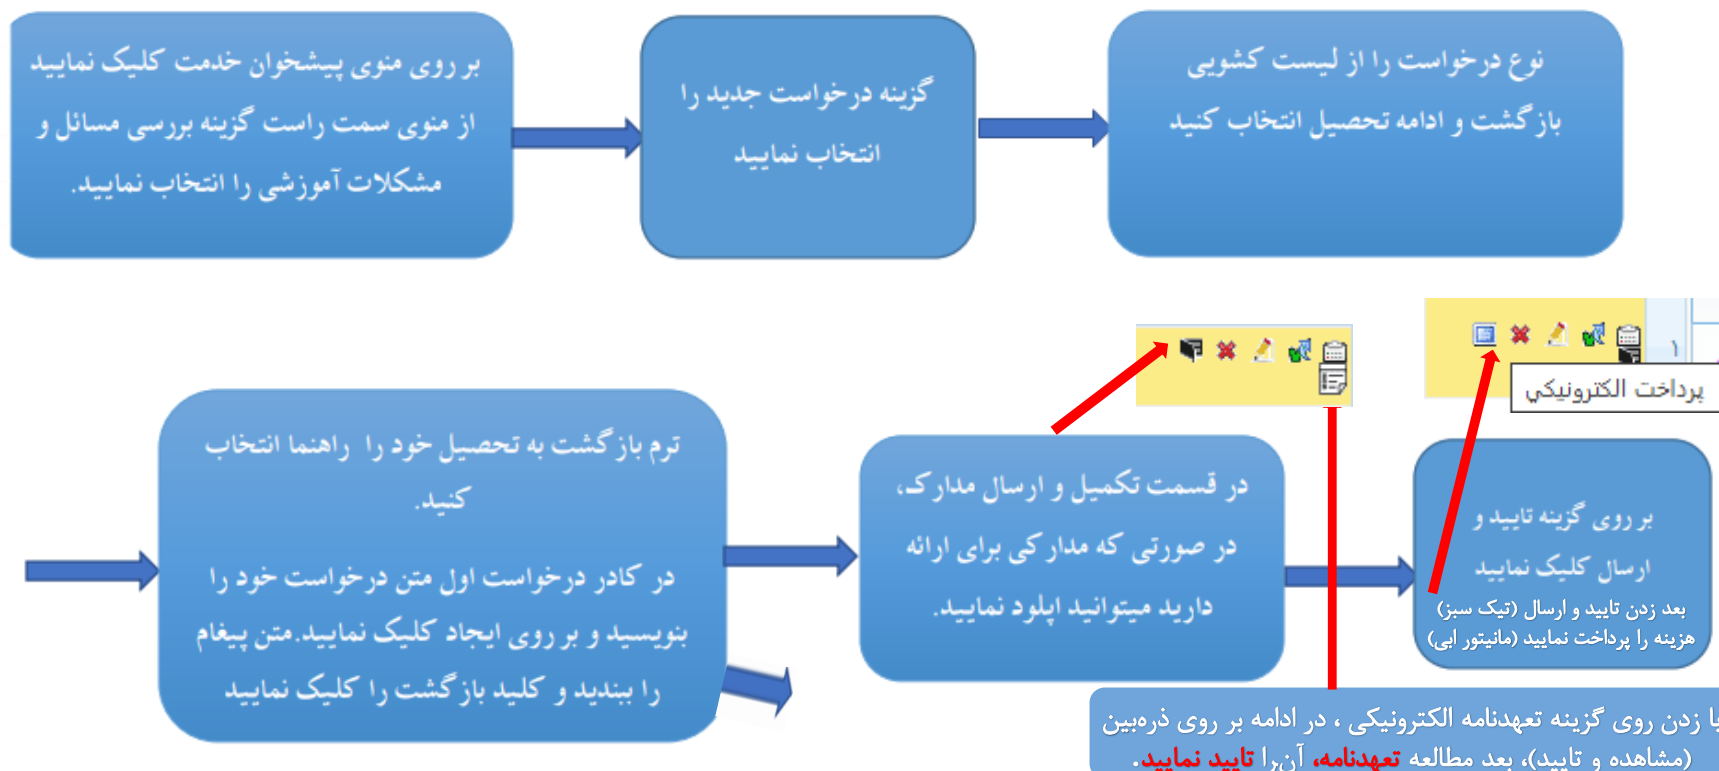 بر روی منوی پیشخوان خدمت کلیک نمایید
از منوی سمت راست گزینه بررسی مسائل و
مشکلات آموزشی را انتخاب نمایید.
گزینه درخواست جدید را
انتخاب نمایید
نوع درخواست را از لیست کشویی
بازگشت و ادامه تحصیل انتخاب کنید
ترم بازگشت به تحصیل خود را راهنما انتخاب
کنید.
در کادر درخواست اول متن درخواست خود را
بنویسید و بر روی ایجاد کلیک نمایید.متن پیغام
را ببندید و کلید بازگشت را کلیک نمایید
در قسمت تکمیل و ارسال مدارک،
در صورتی که مدارکی برای ارائه
دارید میتوانید اپلود نمایید.
۱
پرداخت الکترونیکي
بر روی گزینه تایید و
ارسال کلیک نمایید
بعد زدن تایید و ارسال (تیک سبز)
هزینه را پرداخت نمایید (مانیتور ابی)
با زدن روی گزینه تعهدنامه الکترونیکی ، در ادامه بر روی ذره‌بین
(مشاهده و تایید)، بعد مطالعه تعهدنامه، آن‌را تایید نمایید.